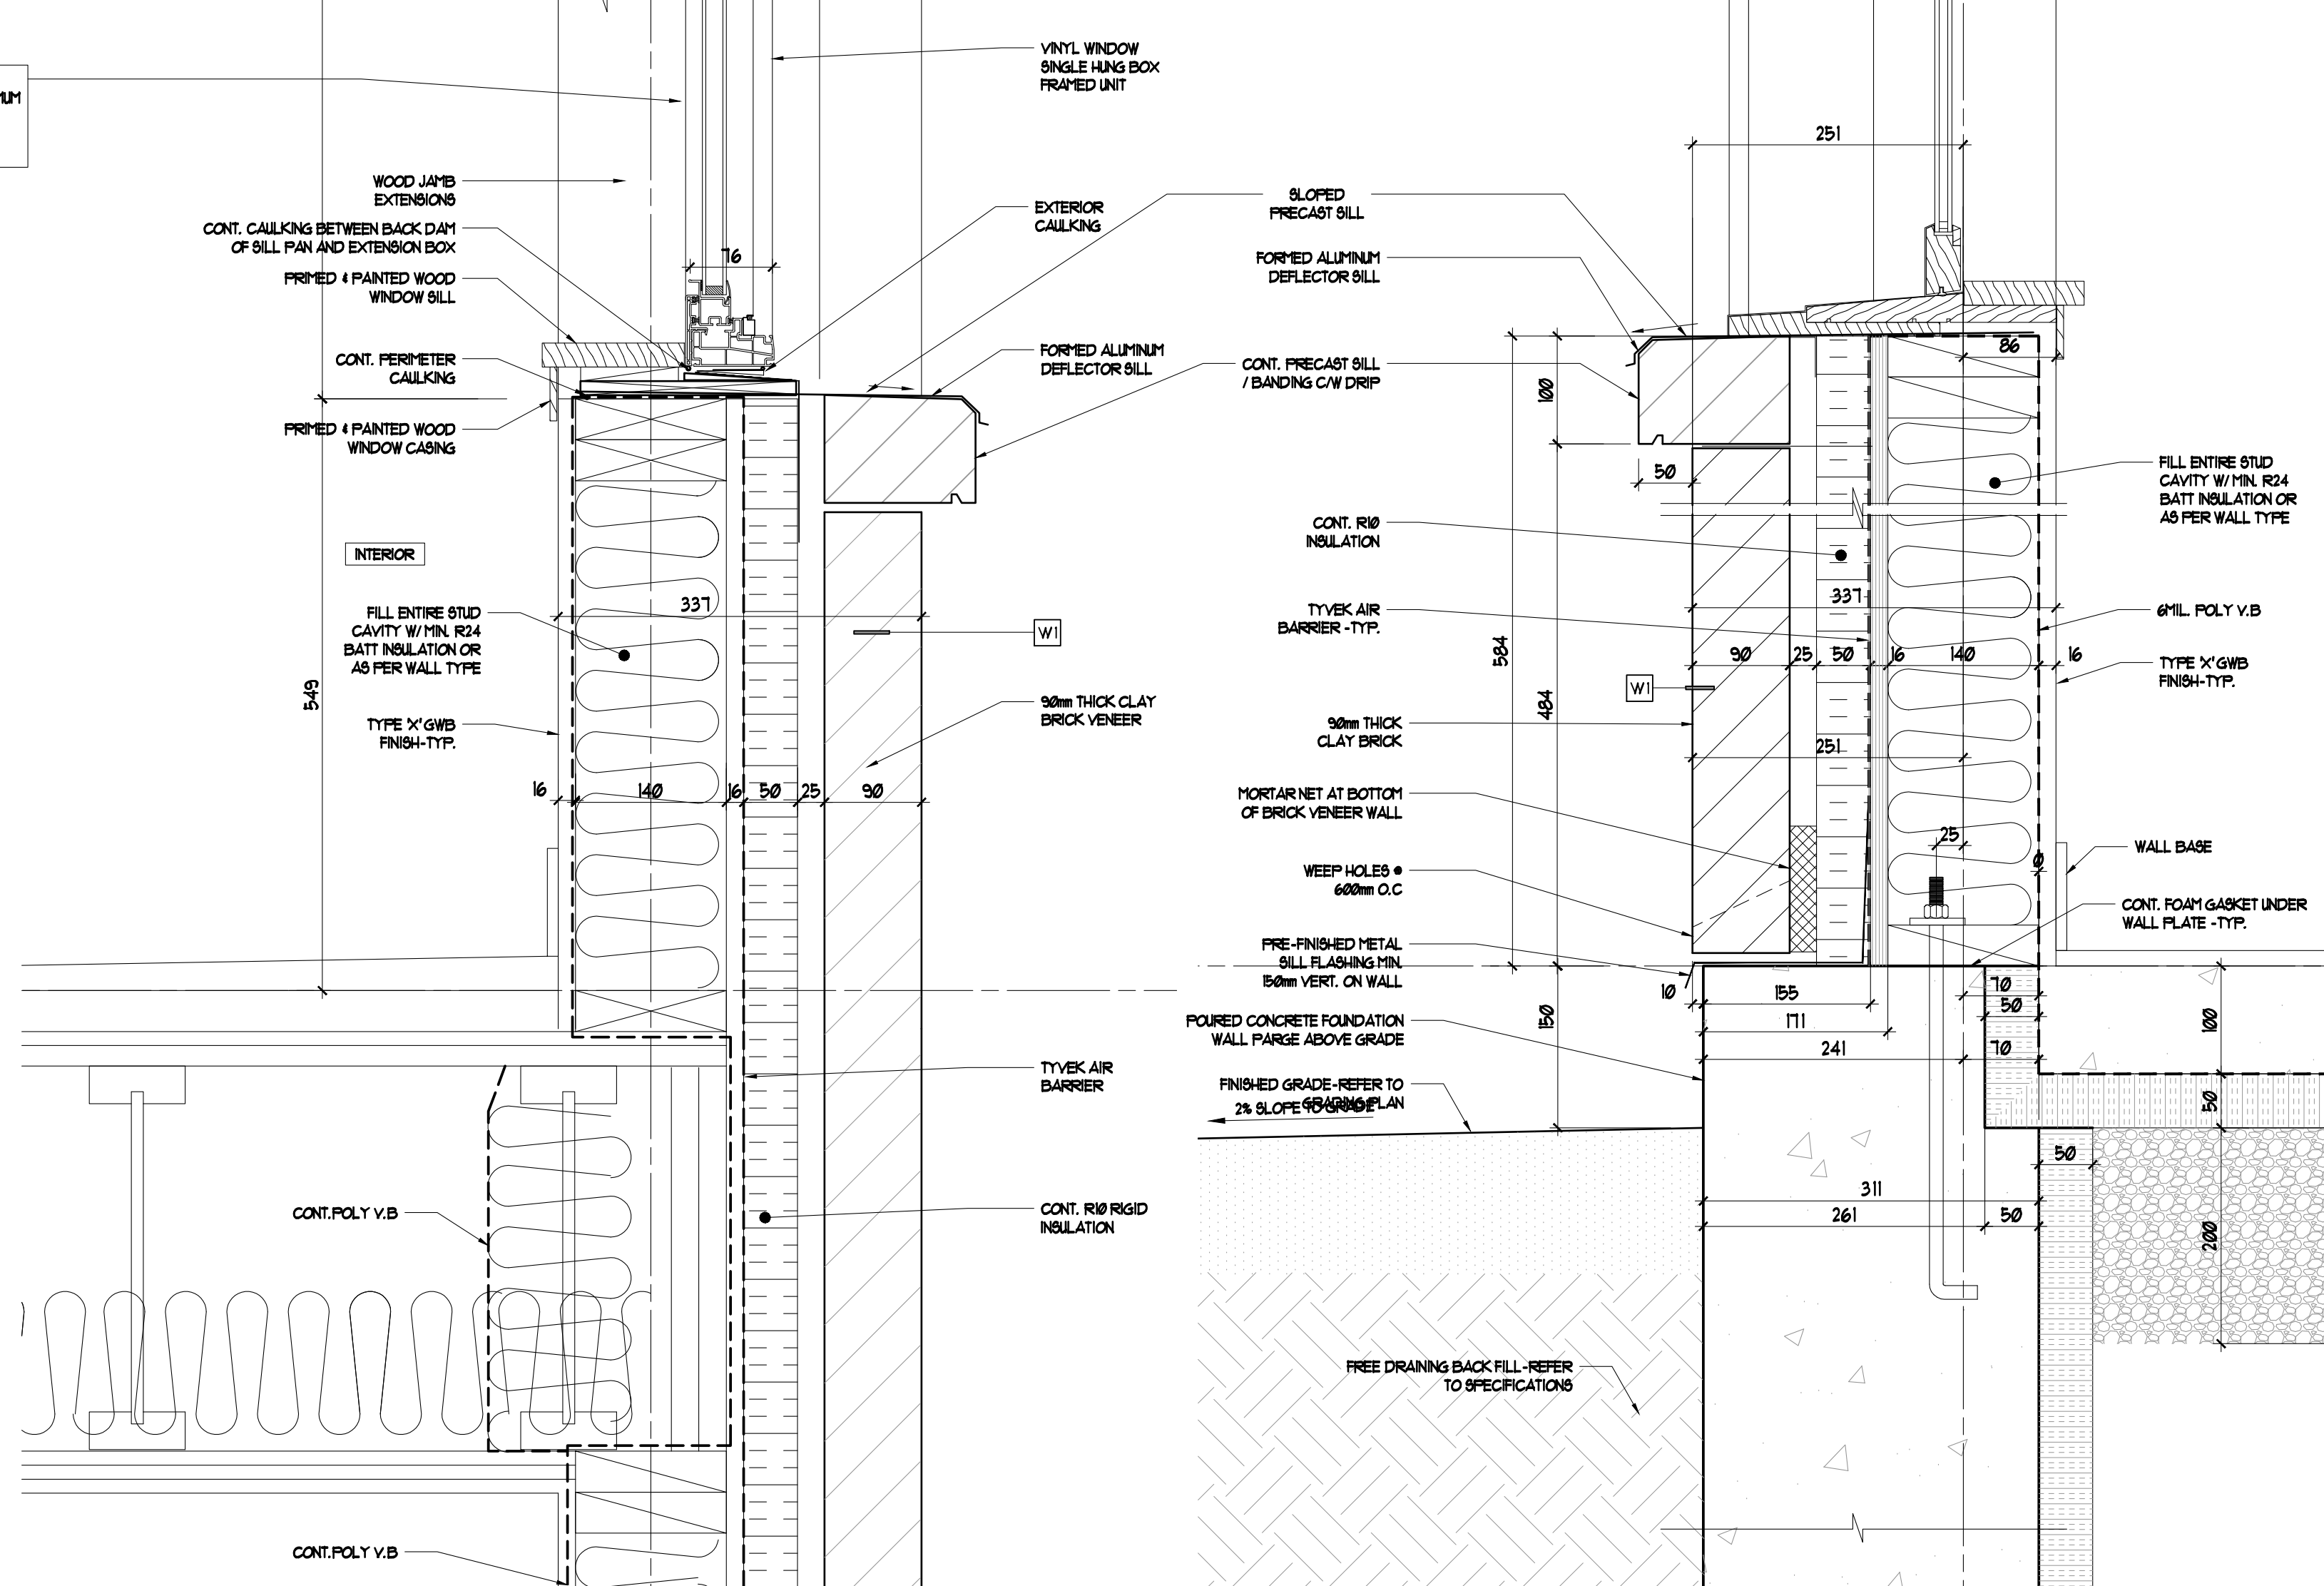 MUM
VINYL WINDOW
SINGLE HUNG BOX
FRAMED UNIT
WOOD JAMB
EXTENSIONS
CONT. CAULKING BETWEEN BACK DAM
OF SILL PAN AND EXTENSION BOX
PRIMED & PAINTED WOOD
WINDOW SILL
CONT. PERIMETER
CAULKING
PRIMED & PAINTED WOOD
WINDOW CASING
INTERIOR
FILL ENTIRE STUD
CAVITY W/ MIN. R24
BATT INSULATION OR
AS PER WALL TYPE
TYPE 'X' GWB
FINISH-TYP.
549
76
337
16
140
16
50
25
90
CONT.POLY V.B
CONT.POLY V.B
EXTERIOR
CAULKING
FORMED ALUMINUM
DEFLECTOR SILL
W1
90mm THICK CLAY
BRICK VENEER
TYVEK AIR
BARRIER
CONT. R10 RIGID
INSULATION
SLOPED
PRECAST SILL
FORMED ALUMINUM
DEFLECTOR SILL
CONT. PRECAST SILL
/ BANDING C/W DRIP
CONT. R10
INSULATION
TYVEK AIR
BARRIER -TYP.
W1
90mm THICK
CLAY BRICK
MORTAR NET AT BOTTOM
OF BRICK VENEER WALL
WEEP HOLES @
600mm O.C
PRE-FINISHED METAL
SILL FLASHING MIN.
150mm VERT. ON WALL
POURED CONCRETE FOUNDATION
WALL PARGE ABOVE GRADE
FINISHED GRADE-REFER TO
GRADING PLAN
2% SLOPE TO GRADE
FREE DRAINING BACK FILL-REFER
TO SPECIFICATIONS
251
86
100
50
584
484
150
337
90
25
50
16
140
16
251
25
0
10
155
70
50
171
241
70
100
50
200
50
311
261
50
FILL ENTIRE STUD
CAVITY W/ MIN. R24
BATT INSULATION OR
AS PER WALL TYPE
6MIL. POLY V.B
TYPE 'X' GWB
FINISH-TYP.
WALL BASE
CONT. FOAM GASKET UNDER
WALL PLATE -TYP.